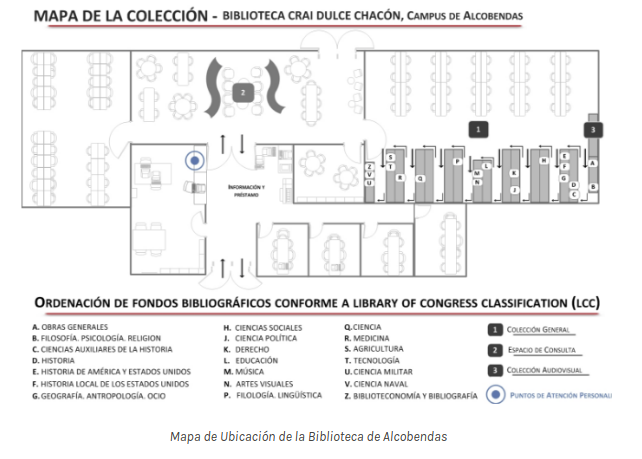 MAPA DE LA COLECCIÓN - BIBLIOTECA CRAI DULCE CHACÓN, CAMPUS DE ALCOBENDAS
2
1
3
S
T
R
Z
V
U
Q
P
L
M
N
K
J
H
E
F
G
D
C
A
B
INFORMACIÓN Y
PRÉSTAMO
ORDENACIÓN DE FONDOS BIBLIOGRÁFICOS CONFORME A LIBRARY OF CONGRESS CLASSIFICATION (LCC)
A. OBRAS GENERALES
B. FILOSOFÍA. PSICOLOGÍA. RELIGION
C. CIENCIAS AUXILIARES DE LA HISTORIA
D. HISTORIA
E. HISTORIA DE AMÉRICA Y ESTADOS UNIDOS
F. HISTORIA LOCAL DE LOS ESTADOS UNIDOS
G. GEOGRAFÍA. ANTROPOLOGÍA. OCIO
H. CIENCIAS SOCIALES
J. CIENCIA POLÍTICA
K. DERECHO
L. EDUCACIÓN
M. MÚSICA
N. ARTES VISUALES
P. FILOLOGÍA. LINGÜÍSTICA
Q. CIENCIA
R. MEDICINA
S. AGRICULTURA
T. TECNOLOGÍA
U. CIENCIA MILITAR
V. CIENCIA NAVAL
Z. BIBLIOTECONOMÍA Y BIBLIOGRAFÍA
1 COLECCIÓN GENERAL
2 ESPACIO DE CONSULTA
3 COLECCIÓN AUDIOVISUAL
PUNTOS DE ATENCIÓN PERSONALI
Mapa de Ubicación de la Biblioteca de Alcobendas